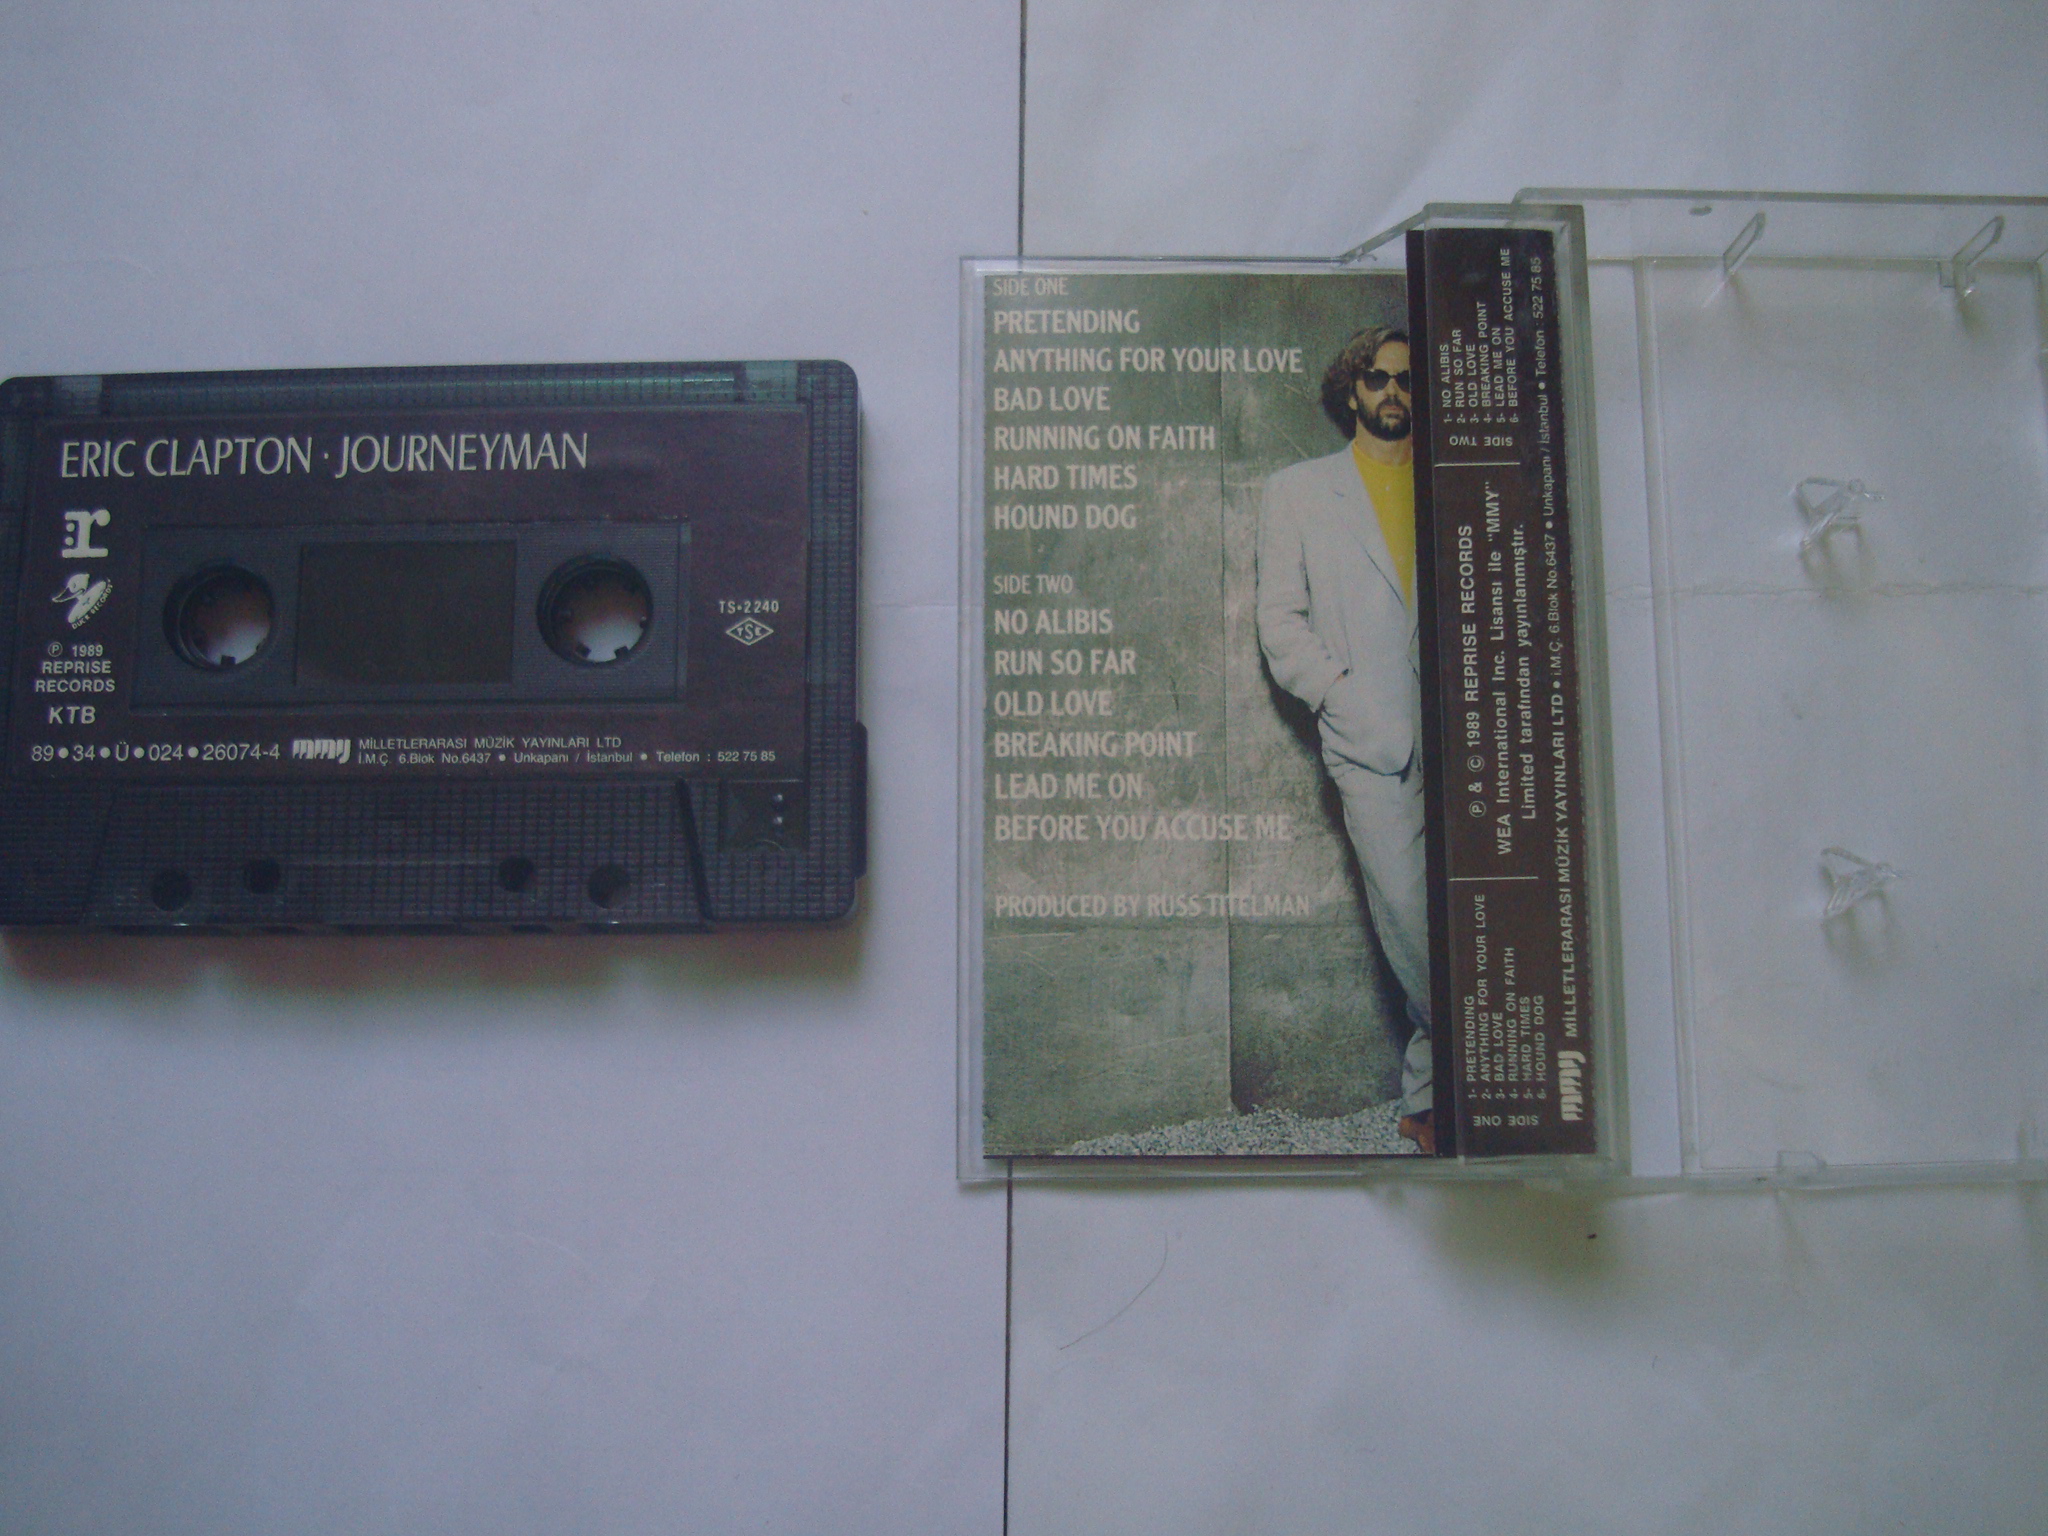 ERIC CLAPTON · JOURNEYMAN
r
DUCK RECORDS
℗ 1989
REPRISE
RECORDS
KTB
TS•2240
TSE
89•34•Ü•024•26074-4
mmy
MİLLETLERARASI MÜZİK YAYINLARI LTD
İ.M.Ç. 6.Blok No.6437 • Unkapanı / İstanbul • Telefon : 522 75 85
SIDE ONE
PRETENDING
ANYTHING FOR YOUR LOVE
BAD LOVE
RUNNING ON FAITH
HARD TIMES
HOUND DOG
SIDE TWO
NO ALIBIS
RUN SO FAR
OLD LOVE
BREAKING POINT
LEAD ME ON
BEFORE YOU ACCUSE ME
PRODUCED BY RUSS TITELMAN
SIDE ONE
1- PRETENDING
2- ANYTHING FOR YOUR LOVE
3- BAD LOVE
4- RUNNING ON FAITH
5- HARD TIMES
6- HOUND DOG
℗ & © 1989 REPRISE RECORDS
WEA International Inc. Lisansı ile "MMY"
Limited tarafından yayınlanmıştır.
SIDE TWO
1- NO ALIBIS
2- RUN SO FAR
3- OLD LOVE
4- BREAKING POINT
5- LEAD ME ON
6- BEFORE YOU ACCUSE ME
mmy MİLLETLERARASI MÜZİK YAYINLARI LTD • İ.M.Ç. 6.Blok No.6437 • Unkapanı / İstanbul • Telefon : 522 75 85